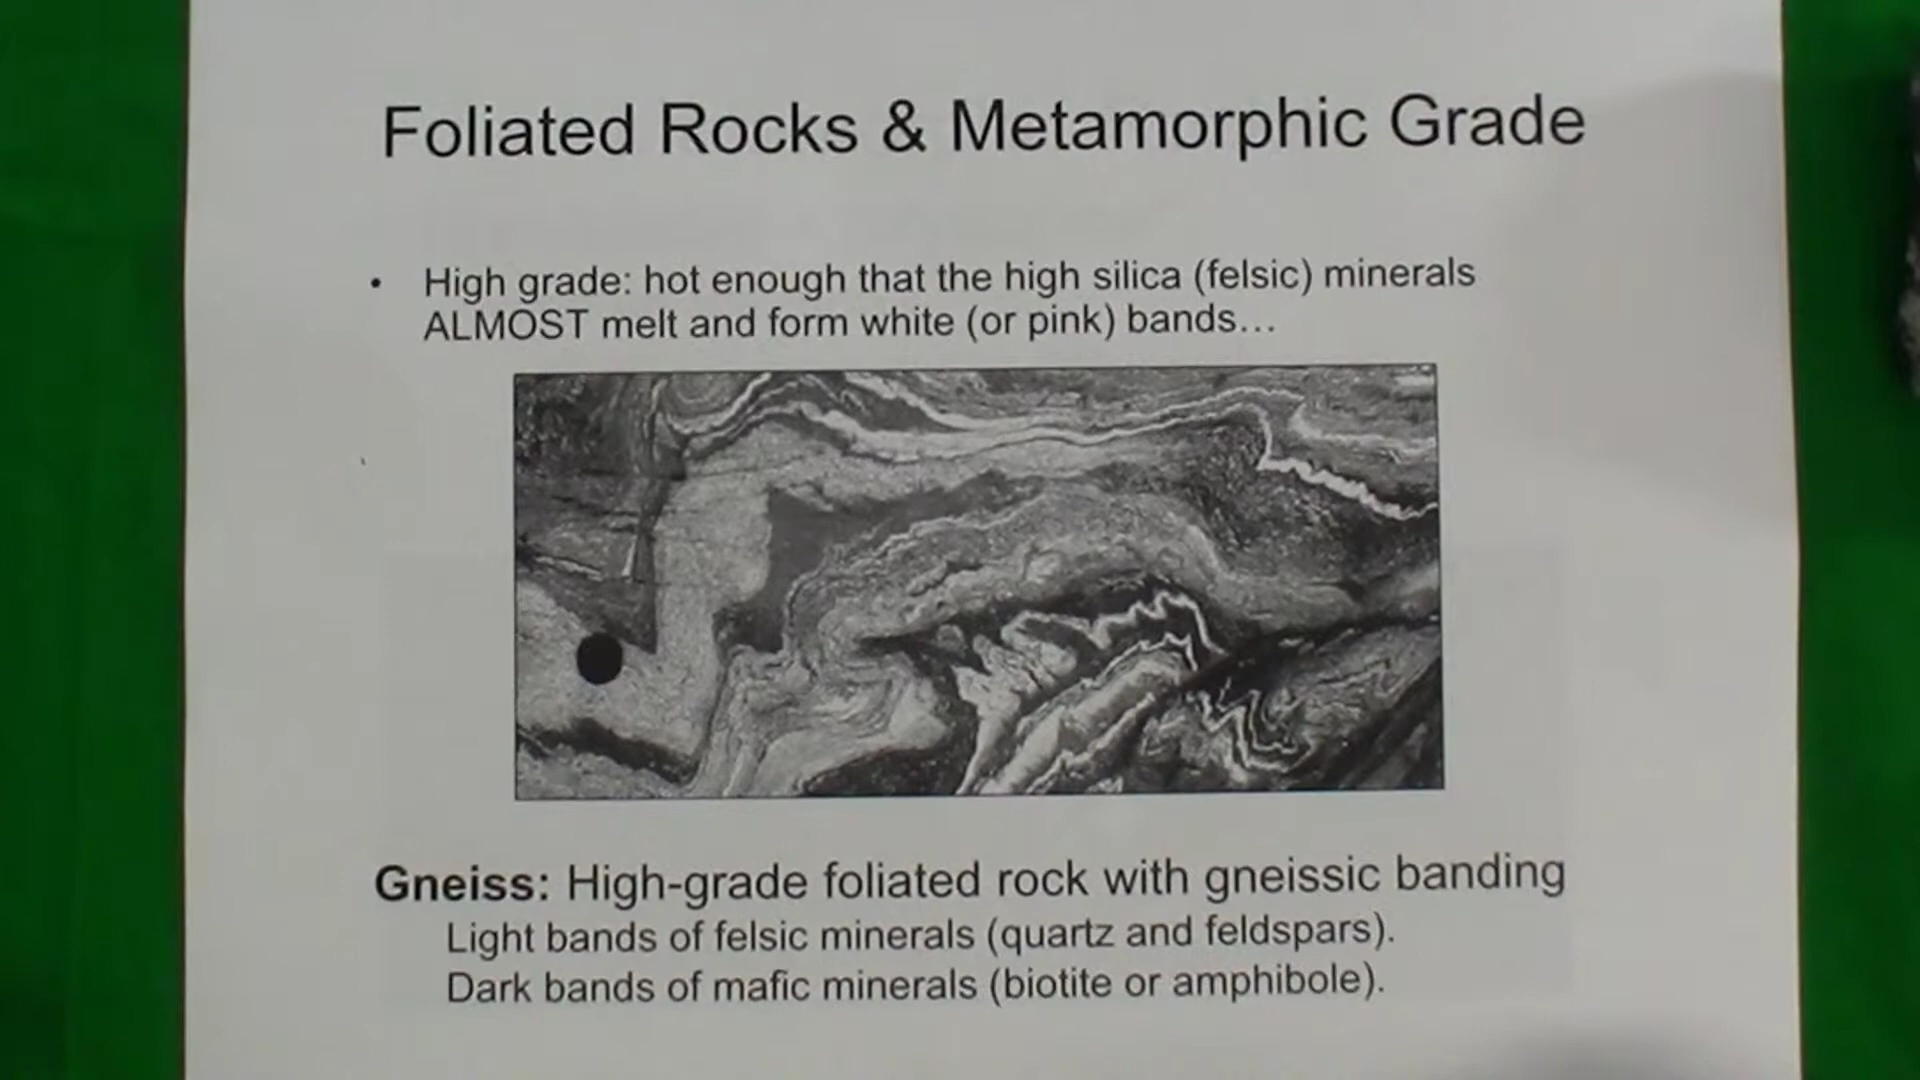 Foliated Rocks & Metamorphic Grade
• High grade: hot enough that the high silica (felsic) minerals
ALMOST melt and form white (or pink) bands…
Gneiss: High-grade foliated rock with gneissic banding
Light bands of felsic minerals (quartz and feldspars).
Dark bands of mafic minerals (biotite or amphibole).